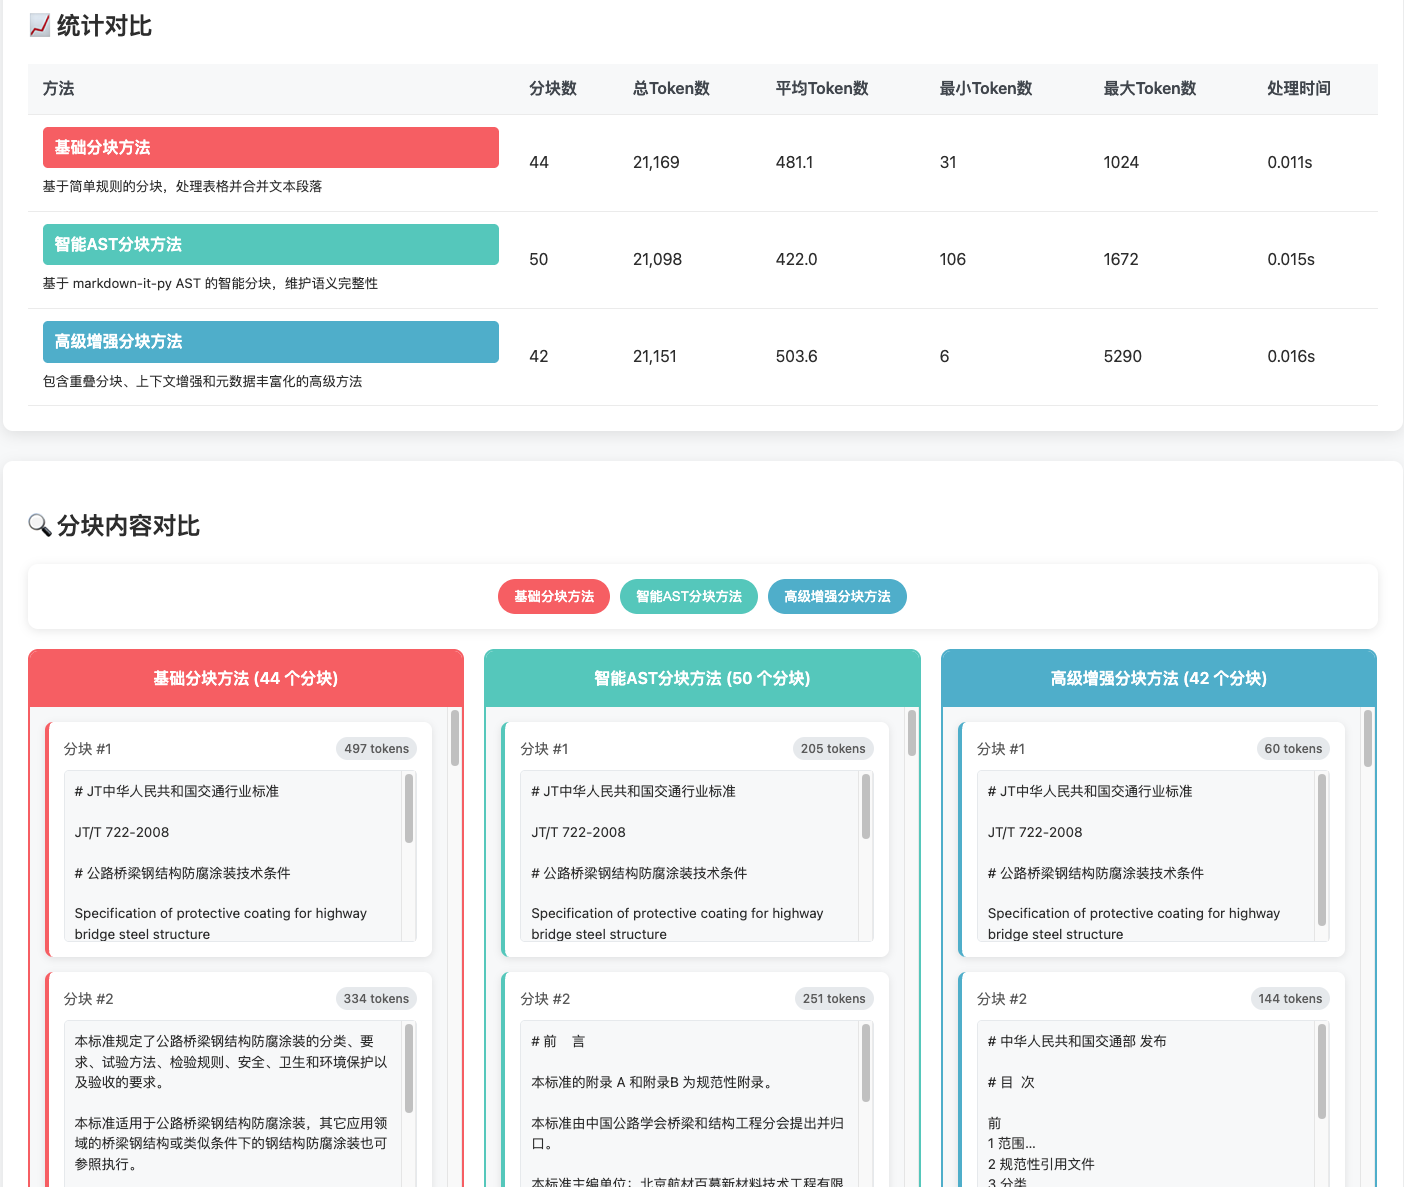 统计对比
方法 分块数 总Token数 平均Token数 最小Token数 最大Token数 处理时间
基础分块方法
44 21,169 481.1 31 1024 0.011s
基于简单规则的分块，处理表格并合并文本段落
智能AST分块方法
50 21,098 422.0 106 1672 0.015s
基于 markdown-it-py AST 的智能分块，维护语义完整性
高级增强分块方法
42 21,151 503.6 6 5290 0.016s
包含重叠分块、上下文增强和元数据丰富化的高级方法
分块内容对比
基础分块方法 智能AST分块方法 高级增强分块方法
基础分块方法 (44 个分块)
分块 #1 497 tokens
# JT中华人民共和国交通行业标准
JT/T 722-2008
# 公路桥梁钢结构防腐涂装技术条件
Specification of protective coating for highway
bridge steel structure
分块 #2 334 tokens
本标准规定了公路桥梁钢结构防腐涂装的分类、要
求、试验方法、检验规则、安全、卫生和环境保护以
及验收的要求。
本标准适用于公路桥梁钢结构防腐涂装，其它应用领
域的桥梁钢结构或类似条件下的钢结构防腐涂装也可
参照执行。
智能AST分块方法 (50 个分块)
分块 #1 205 tokens
# JT中华人民共和国交通行业标准
JT/T 722-2008
# 公路桥梁钢结构防腐涂装技术条件
Specification of protective coating for highway
bridge steel structure
分块 #2 251 tokens
# 前 言
本标准的附录 A 和附录B 为规范性附录。
本标准由中国公路学会桥梁和结构工程分会提出并归
口。
本标准主编单位：北京航材百慕新材料技术工程有限
高级增强分块方法 (42 个分块)
分块 #1 60 tokens
# JT中华人民共和国交通行业标准
JT/T 722-2008
# 公路桥梁钢结构防腐涂装技术条件
Specification of protective coating for highway
bridge steel structure
分块 #2 144 tokens
# 中华人民共和国交通部 发布
# 目 次
前
1 范围...
2 规范性引用文件
3 分类